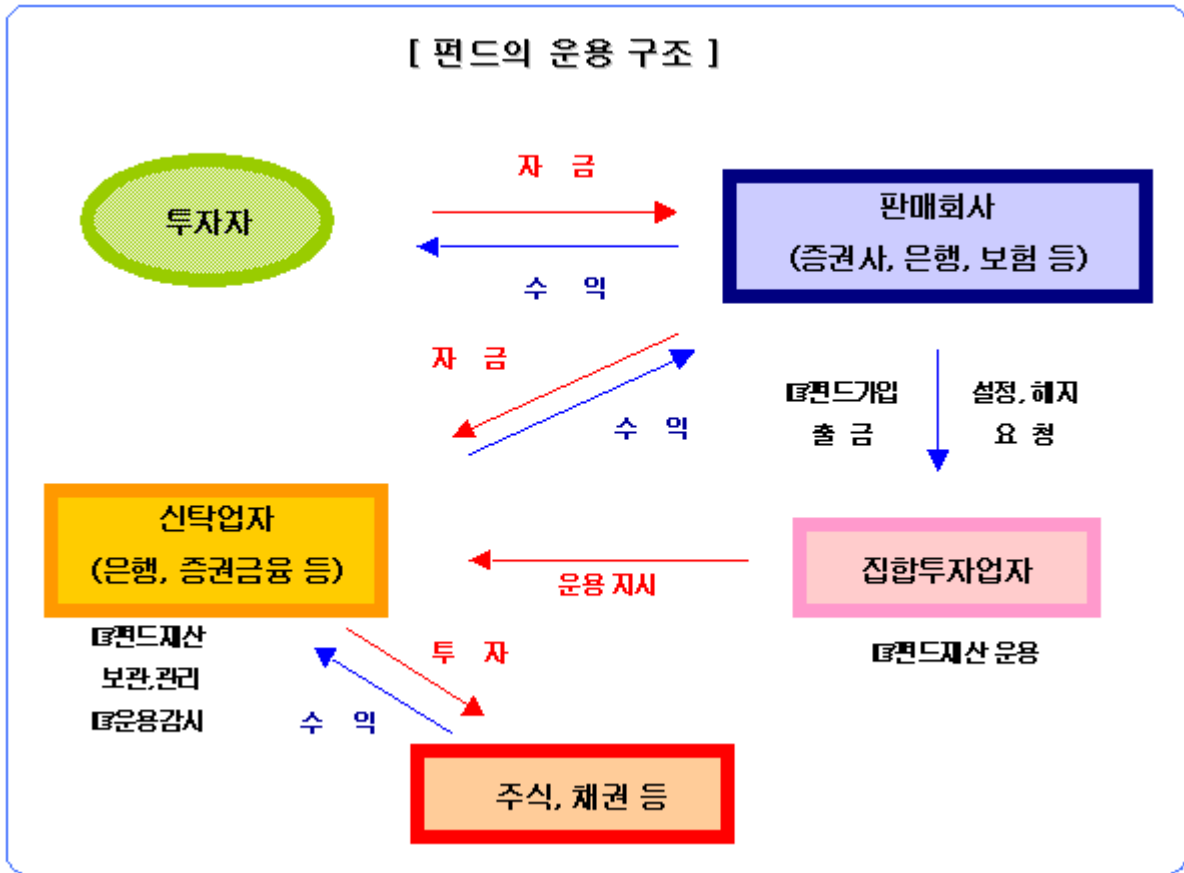 [ 펀드의 운용 구조 ]
자 금
투자자
판매회사
(증권사, 은행, 보험 등)
수 익
자 금
수 익
☞펀드가입
출 금
설정, 해지
요 청
신탁업자
(은행, 증권금융 등)
운용 지시
집합투자업자
☞펀드재산
보관,관리
☞운용감시
투 자
수 익
☞펀드재산 운용
주식, 채권 등